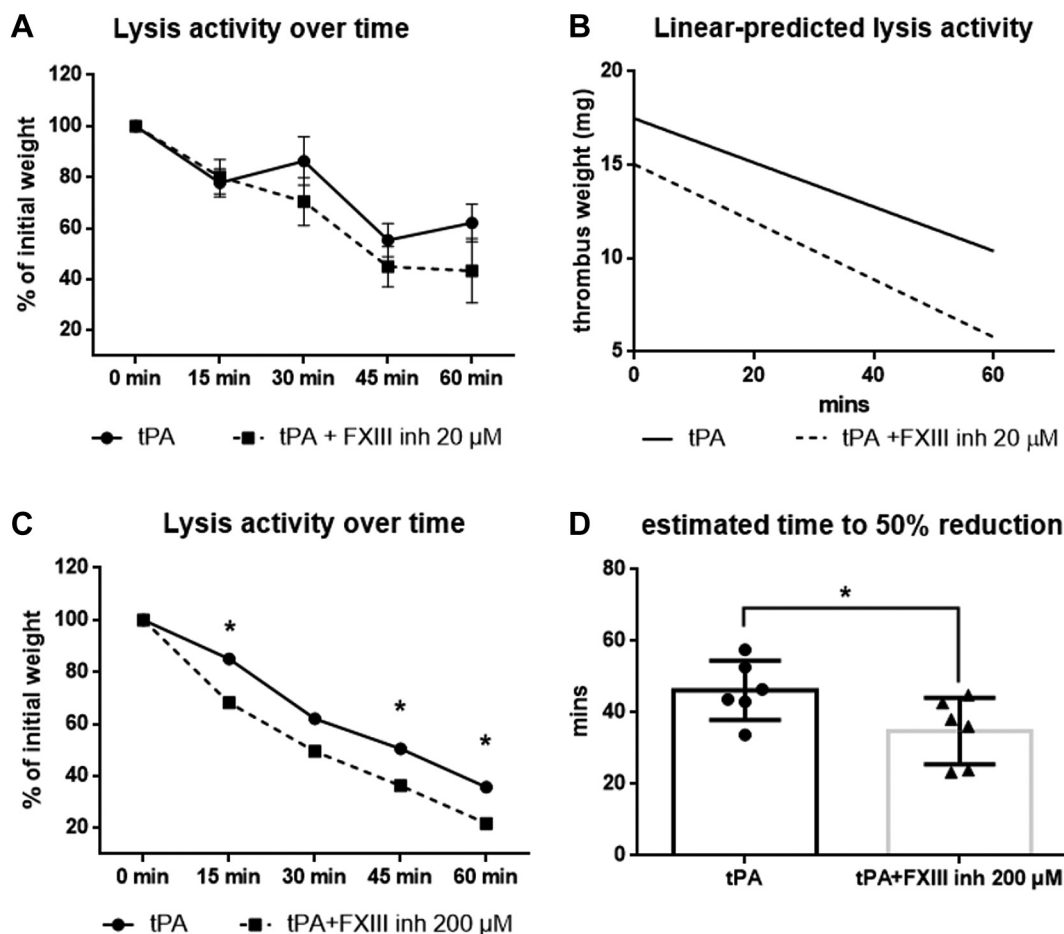 A
Lysis activity over time
% of initial weight
120
100
80
60
40
20
0 min 15 min 30 min 45 min 60 min
tPA tPA + FXIII inh 20 µM
B
Linear-predicted lysis activity
thrombus weight (mg)
20
15
10
5
0 20 40 60
mins
tPA tPA +FXIII inh 20 µM
C
Lysis activity over time
% of initial weight
120
100
80
60
40
20
* * *
0 min 15 min 30 min 45 min 60 min
tPA tPA+FXIII inh 200 µM
D
estimated time to 50% reduction
mins
80
60
40
20
0
*
tPA tPA+FXIII inh 200 µM